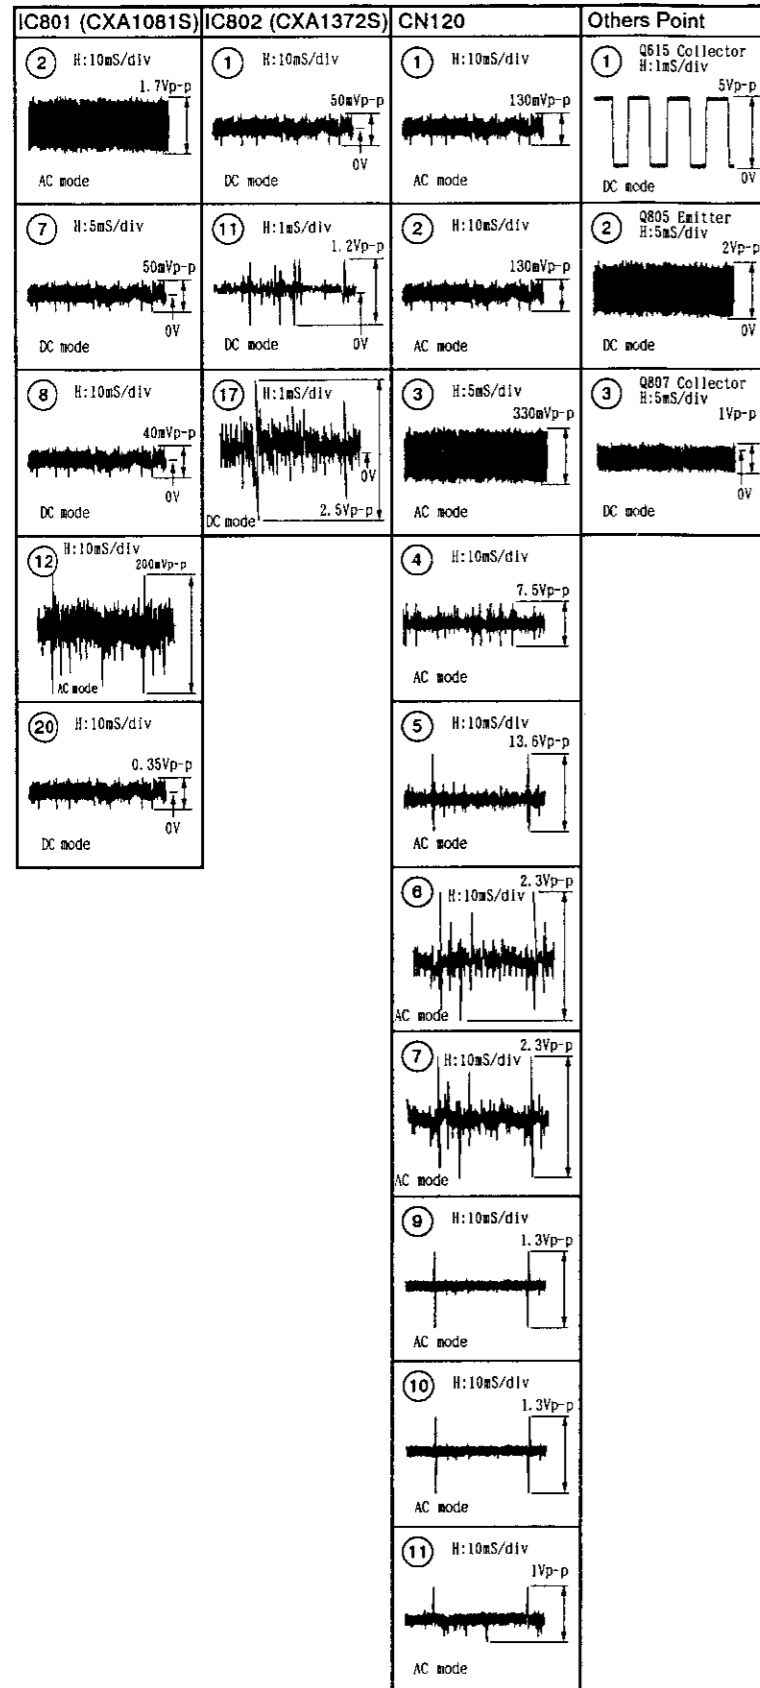 IC801 (CXA1081S)
2 H:10mS/div
1.7Vp-p
AC mode
7 H:5mS/div
50mVp-p
0V
DC mode
8 H:10mS/div
40mVp-p
0V
DC mode
12 H:10mS/div
200mVp-p
AC mode
20 H:10mS/div
0.35Vp-p
0V
DC mode
IC802 (CXA1372S)
1 H:10mS/div
50mVp-p
0V
DC mode
11 H:1mS/div
1.2Vp-p
0V
DC mode
17 H:1mS/div
0V
2.5Vp-p
DC mode
CN120
1 H:10mS/div
130mVp-p
AC mode
2 H:10mS/div
130mVp-p
AC mode
3 H:5mS/div
330mVp-p
AC mode
4 H:10mS/div
7.5Vp-p
AC mode
5 H:10mS/div
13.6Vp-p
AC mode
6 H:10mS/div
2.3Vp-p
AC mode
7 H:10mS/div
2.3Vp-p
AC mode
9 H:10mS/div
1.3Vp-p
AC mode
10 H:10mS/div
1.3Vp-p
AC mode
11 H:10mS/div
1Vp-p
AC mode
Others Point
1 Q615 Collector
H:1mS/div
5Vp-p
0V
DC mode
2 Q805 Emitter
H:5mS/div
2Vp-p
0V
DC mode
3 Q807 Collector
H:5mS/div
1Vp-p
0V
DC mode